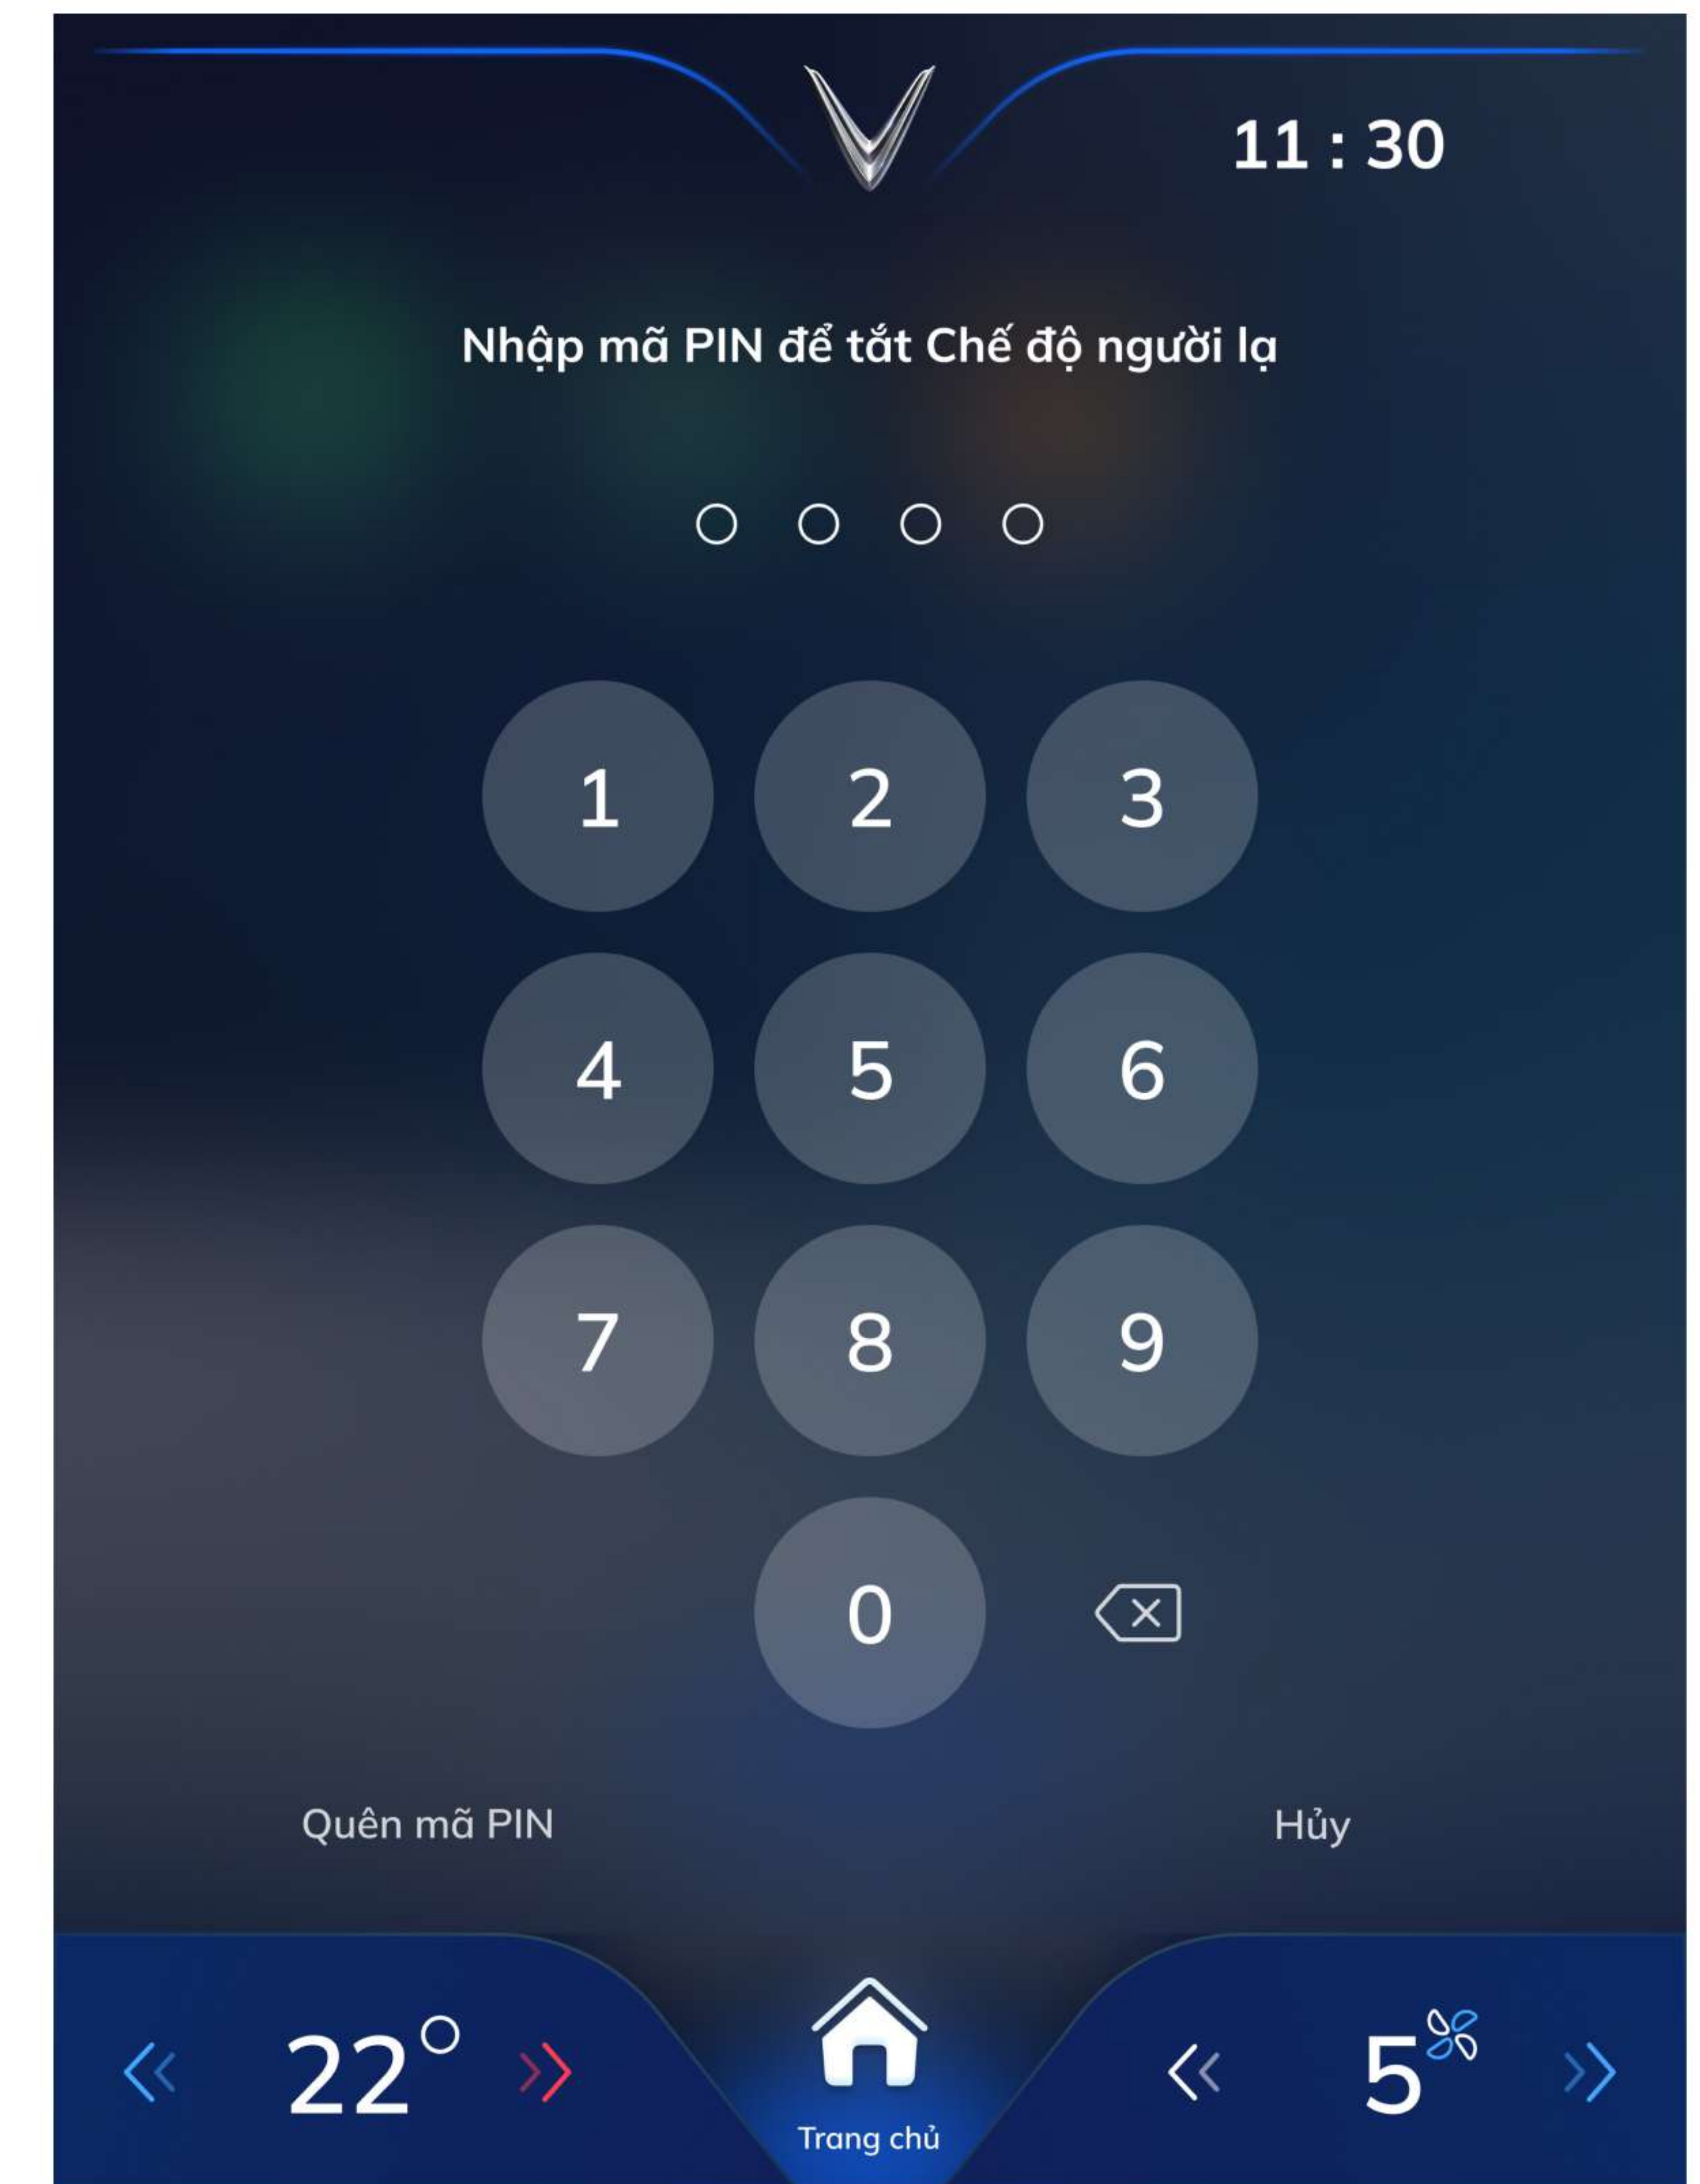 11 : 30
Nhập mã PIN để tắt Chế độ người lạ
1 2 3
4 5 6
7 8 9
0
Quên mã PIN
Hủy
22°
5
Trang chủ